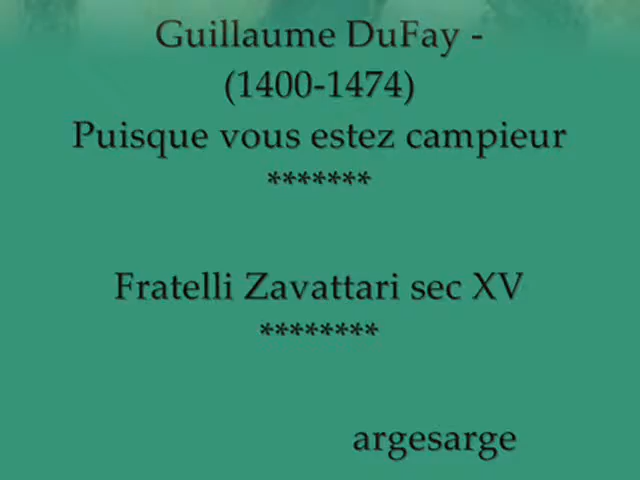 Guillaume DuFay -
(1400-1474)
Puisque vous estez campieur
*******
Fratelli Zavattari sec XV
********
argesarge